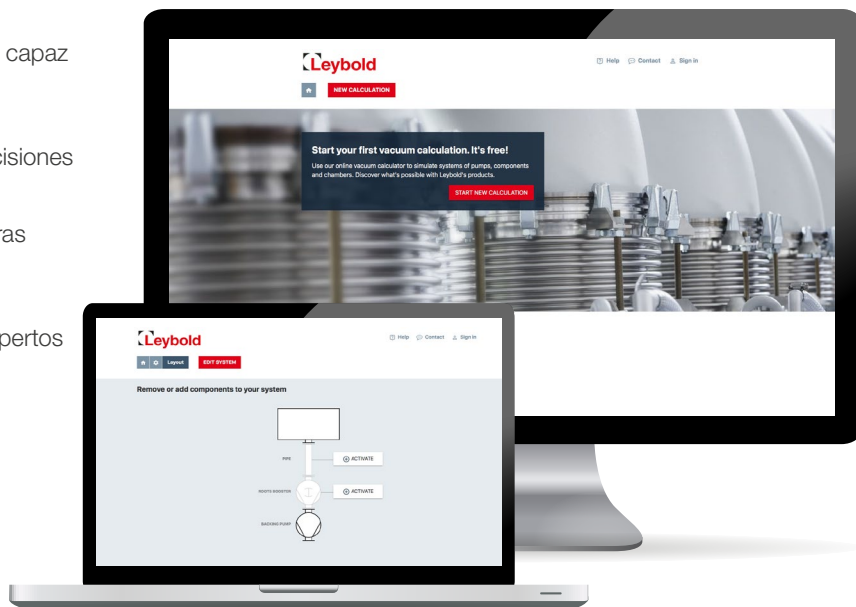 capaz
cisiones
ras
pertos
Leybold
Help
Contact
Sign in
NEW CALCULATION
Start your first vacuum calculation. It's free!
Use our online vacuum calculator to simulate systems of pumps, components
and chambers. Discover what's possible with Leybold's products.
START NEW CALCULATION
Leybold
Help
Contact
Sign in
Layout
EDIT SYSTEM
Remove or add components to your system
PIPE
ACTIVATE
ROOTS BOOSTER
ACTIVATE
BACKING PUMP